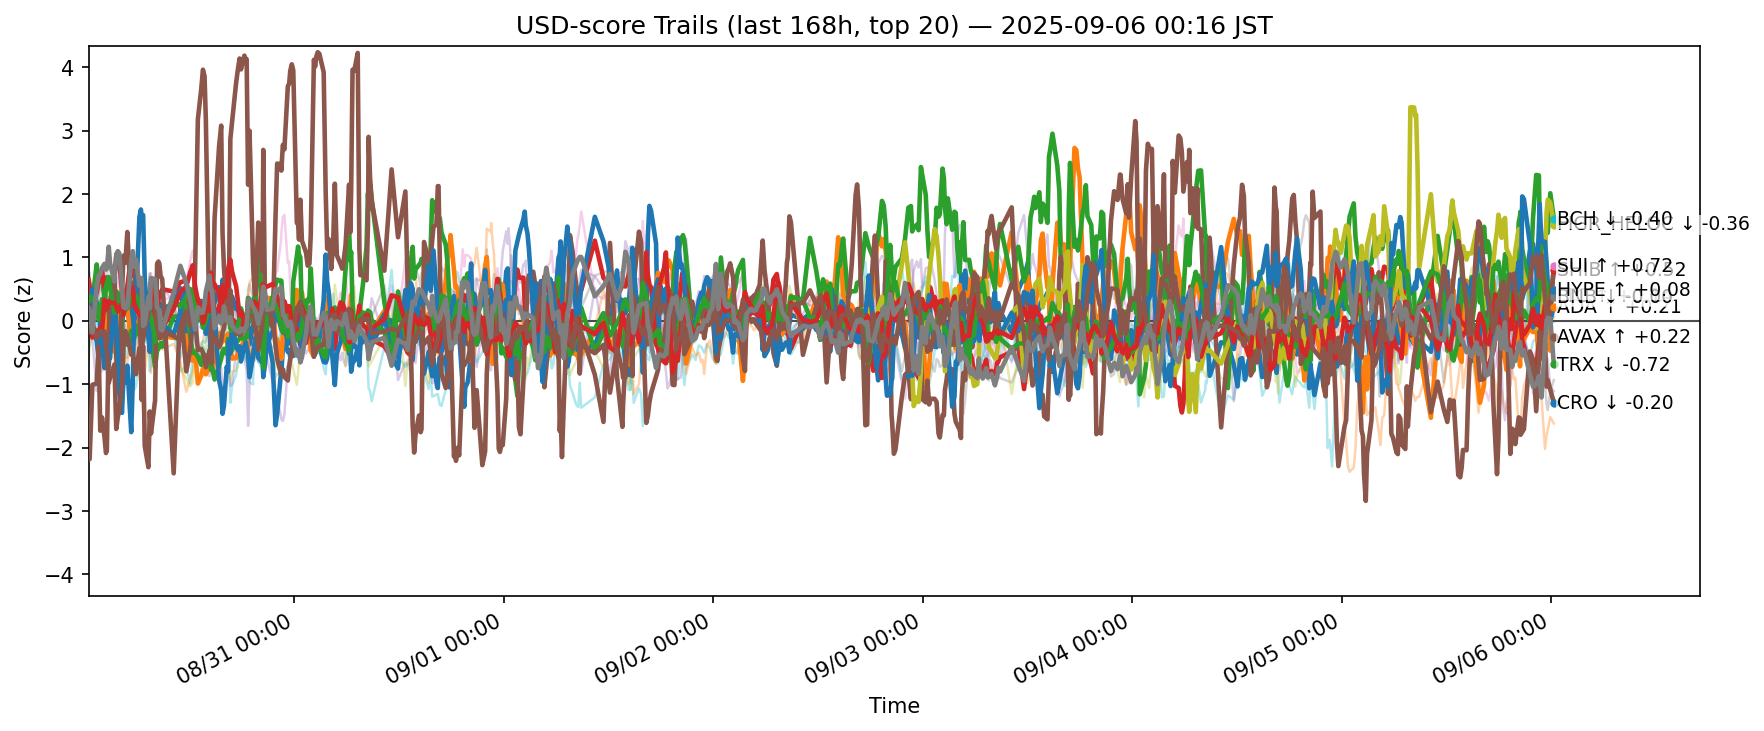 USD-score Trails (last 168h, top 20) — 2025-09-06 00:16 JST
Score (z)
4
3
2
1
0
−1
−2
−3
−4
BCH ↓ -0.40
↓ -0.36
SUI ↑ +0.72
HYPE ↑ +0.08
ADA ↑ +0.21
AVAX ↑ +0.22
TRX ↓ -0.72
CRO ↓ -0.20
08/31 00:00
09/01 00:00
09/02 00:00
09/03 00:00
09/04 00:00
09/05 00:00
09/06 00:00
Time